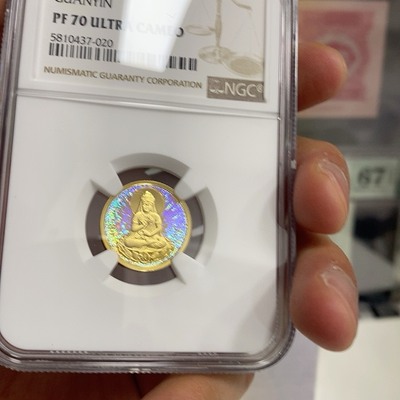 GUANYIN
PF 70 ULTRA CAMEO
5810437-020
NUMISMATIC GUARANTY CORPORATION
NGC®
67